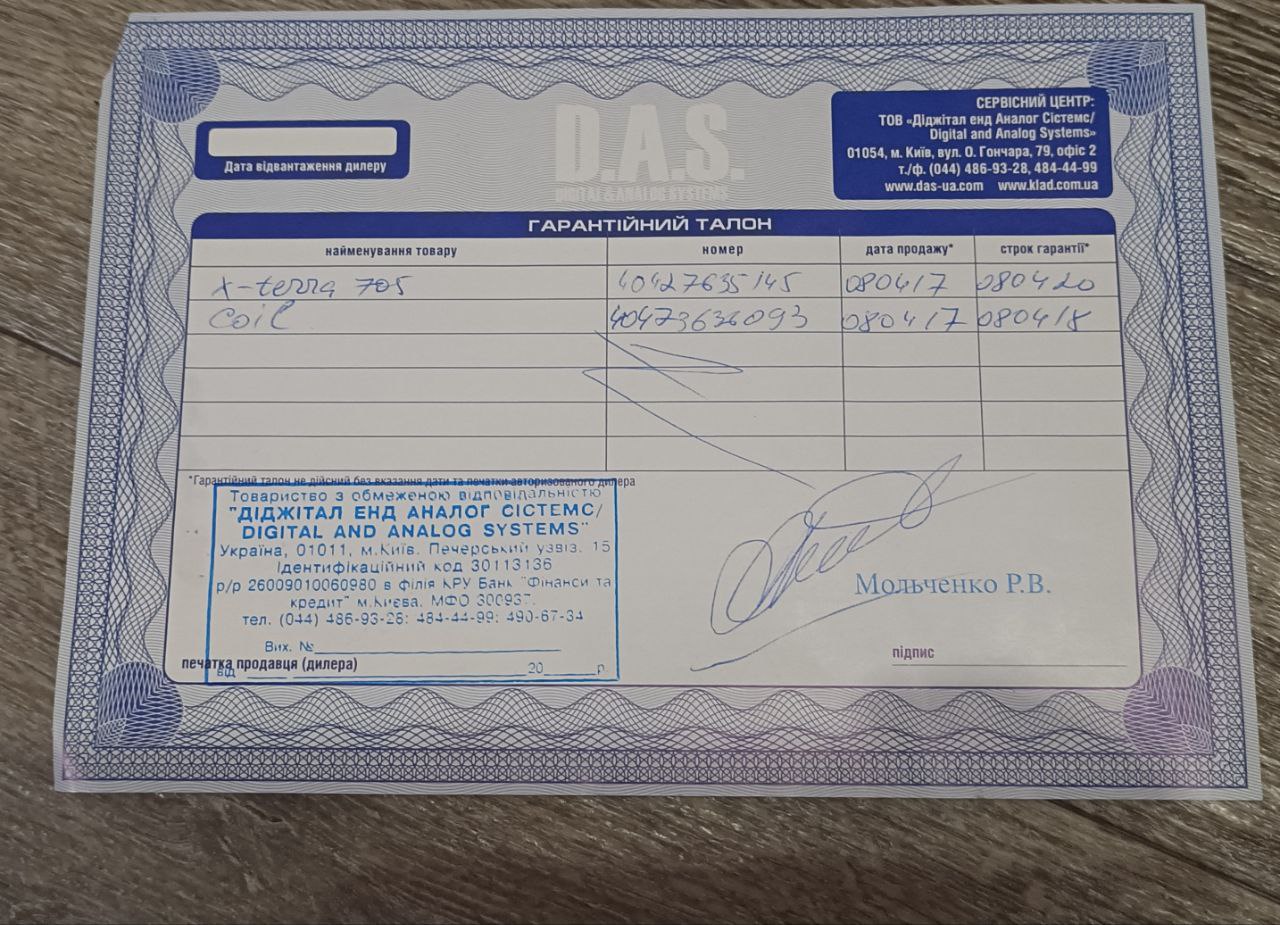 D.A.S.
DIGITAL & ANALOG SYSTEMS
Дата відвантаження дилеру
СЕРВІСНИЙ ЦЕНТР:
ТОВ «Діджітал енд Аналог Сістемс/
Digital and Analog Systems»
01054, м. Київ, вул. О. Гончара, 79, офіс 2
т./ф. (044) 486-93-28, 484-44-99
www.das-ua.com www.klad.com.ua
ГАРАНТІЙНИЙ ТАЛОН
найменування товару номер дата продажу* строк гарантії*
X-terra 705 40427635145 080417 080420
Coil 40473636093 080417 080418
*Гарантійний талон не дійсний без вказання дати та печатки авторизованого дилера
Товариство з обмеженою відповідальністю
"ДІДЖІТАЛ ЕНД АНАЛОГ СІСТЕМС/
DIGITAL AND ANALOG SYSTEMS"
Україна, 01011, м.Київ. Печерський узвіз. 15
Ідентифікаційний код 30113136
р/р 26009010060980 в філія КРУ Банк "Фінанси та
кредит" м.Києва. МФО 300937.
тел. (044) 486-93-28: 484-44-99: 490-67-34
Вих. №
від 20 р.
печатка продавця (дилера)
Мольченко Р.В.
підпис